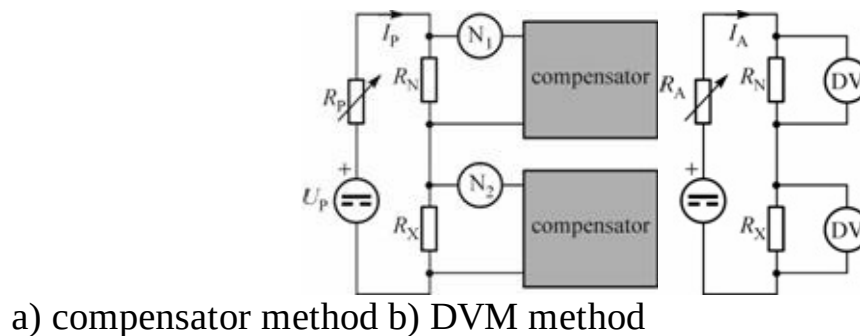 I_P
N_1
compensator
R_P
R_N
+
U_P
N_2
compensator
R_X
I_A
R_A
R_N
DV
+
R_X
DV
a) compensator method b) DVM method